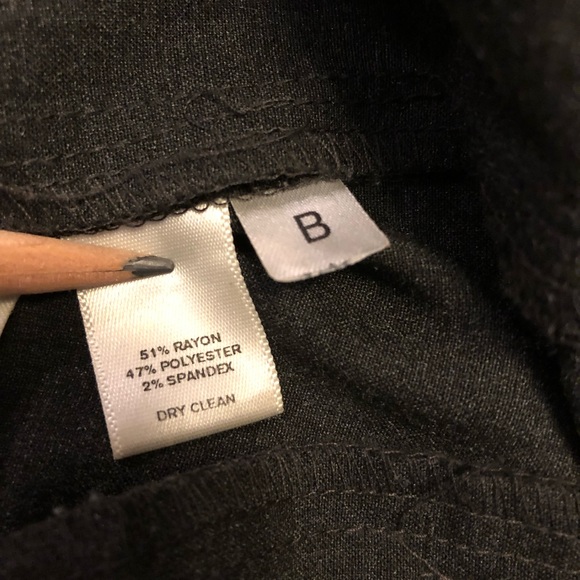 B
51% RAYON
47% POLYESTER
2% SPANDEX
DRY CLEAN